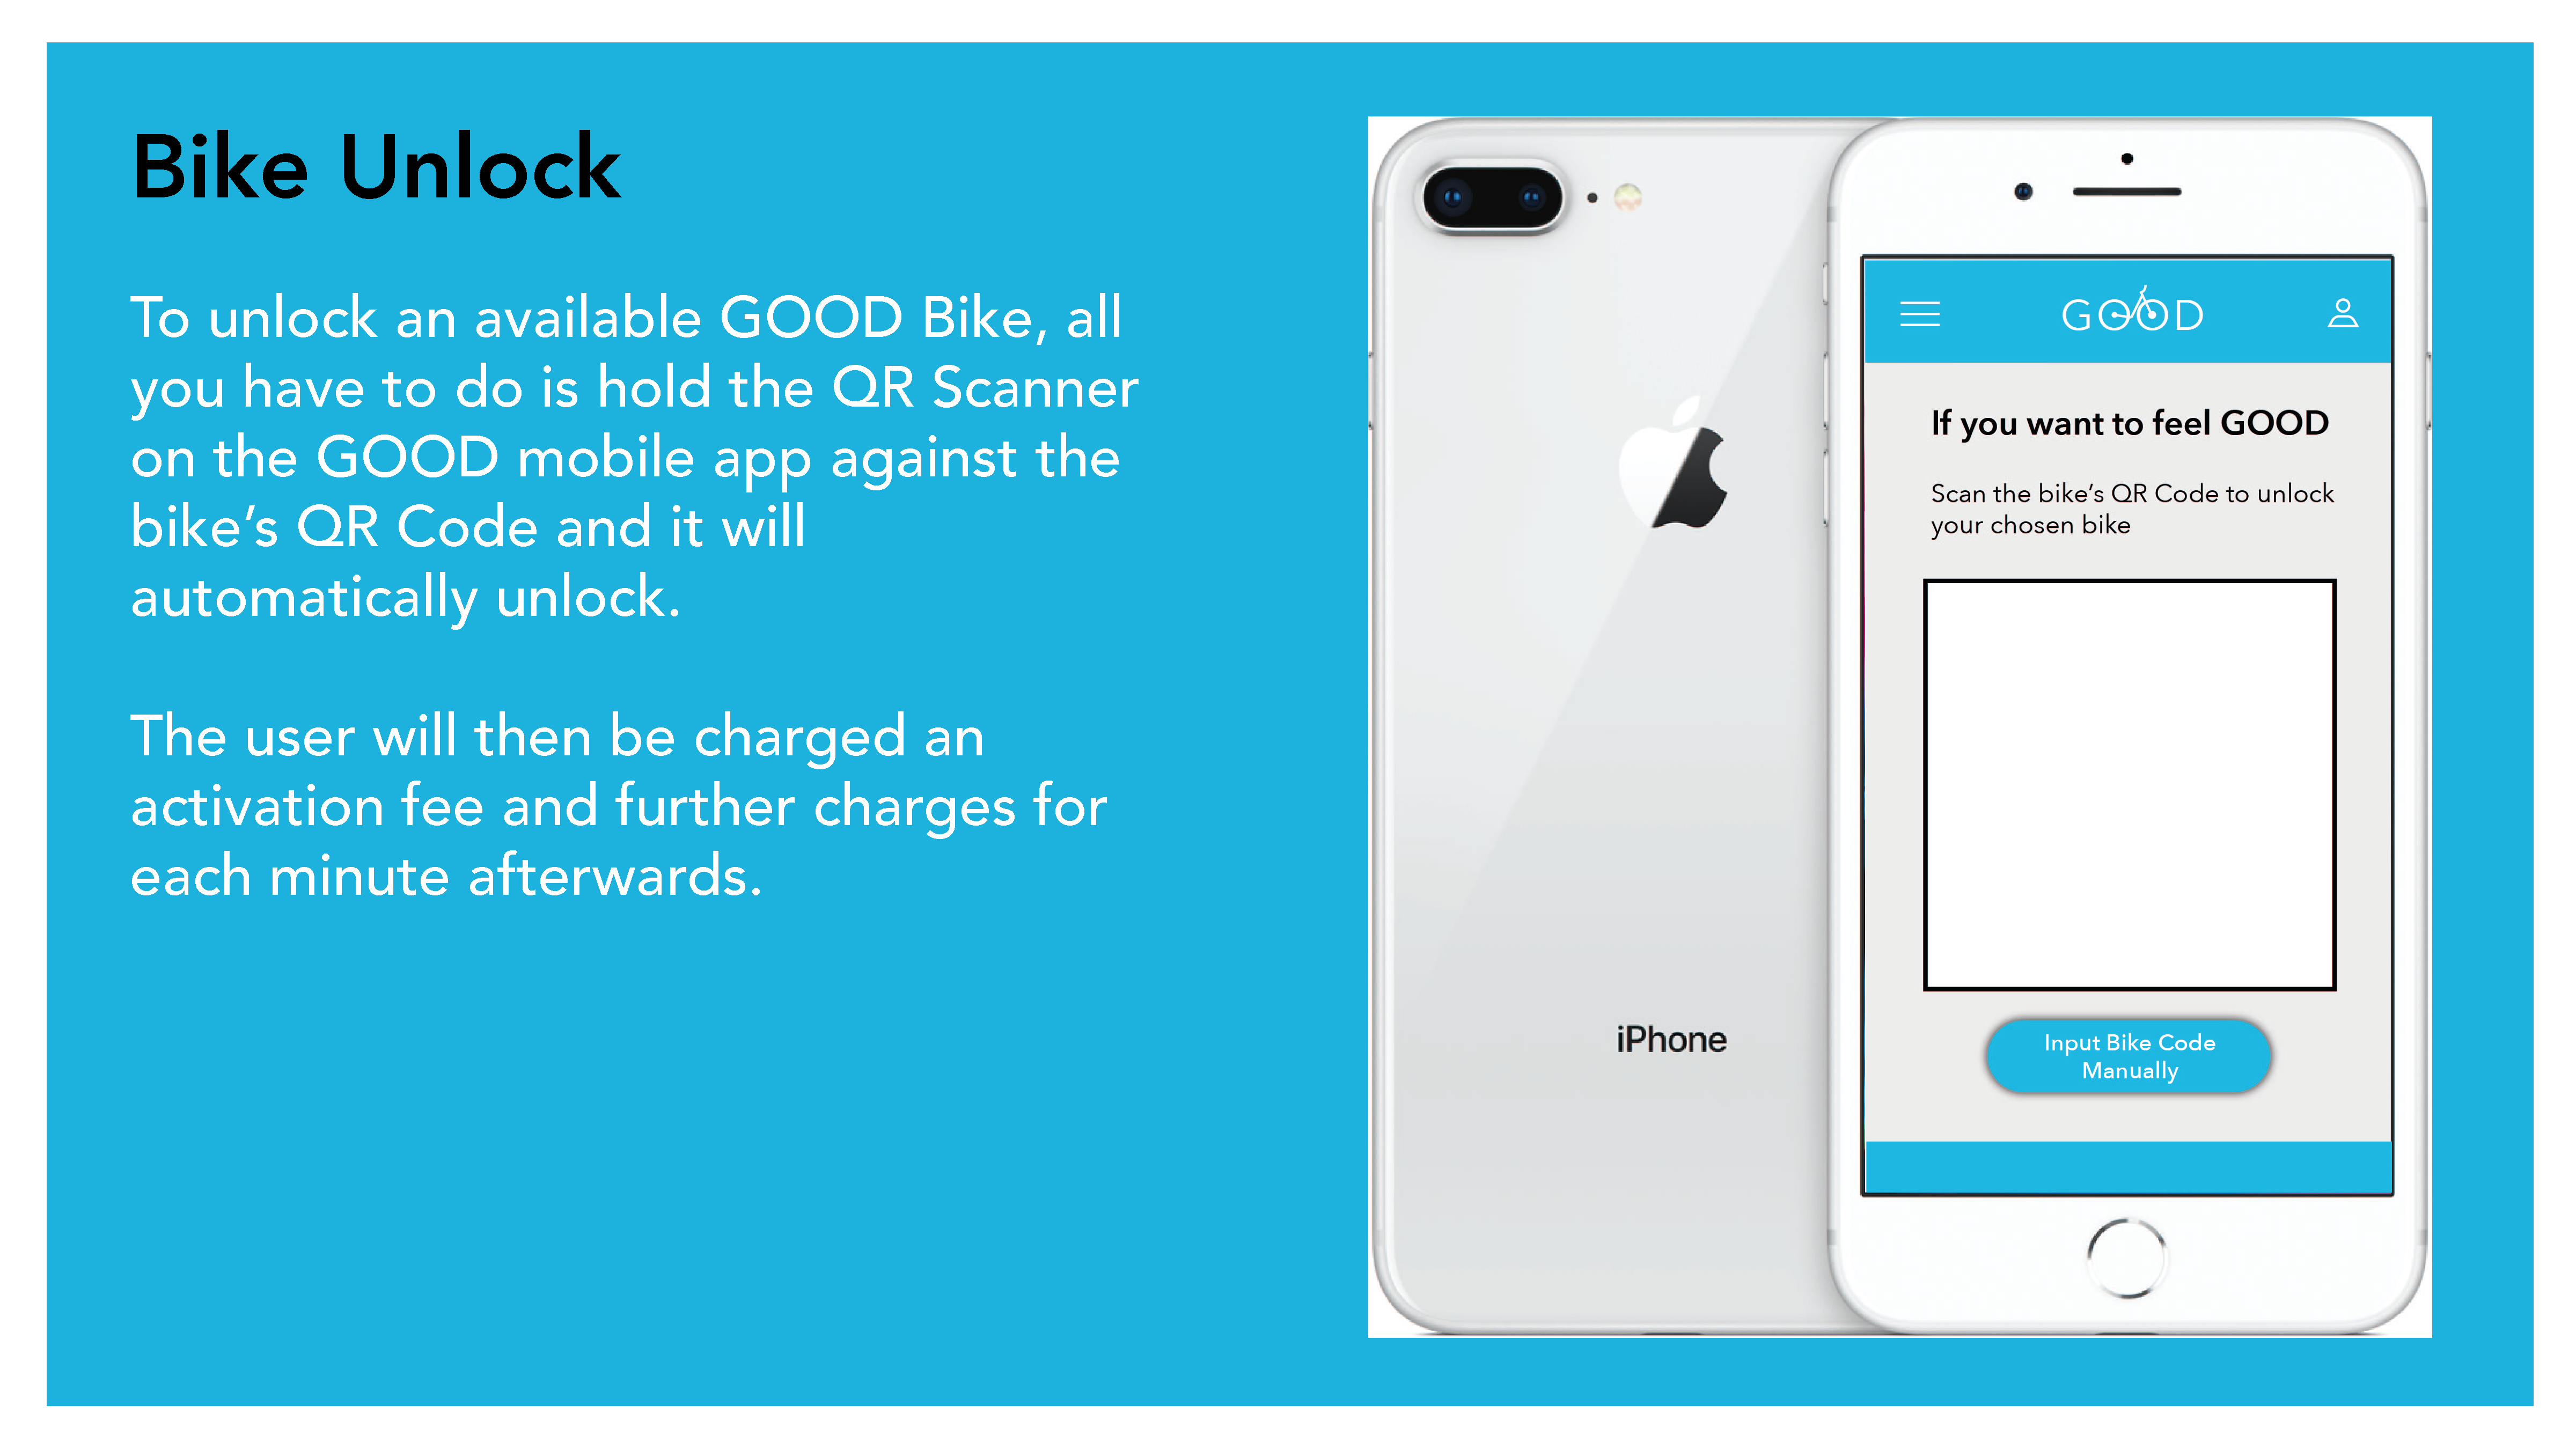 Bike Unlock
To unlock an available GOOD Bike, all
you have to do is hold the QR Scanner
on the GOOD mobile app against the
bike’s QR Code and it will
automatically unlock.
The user will then be charged an
activation fee and further charges for
each minute afterwards.
iPhone
GOOD
If you want to feel GOOD
Scan the bike’s QR Code to unlock
your chosen bike
Input Bike Code
Manually